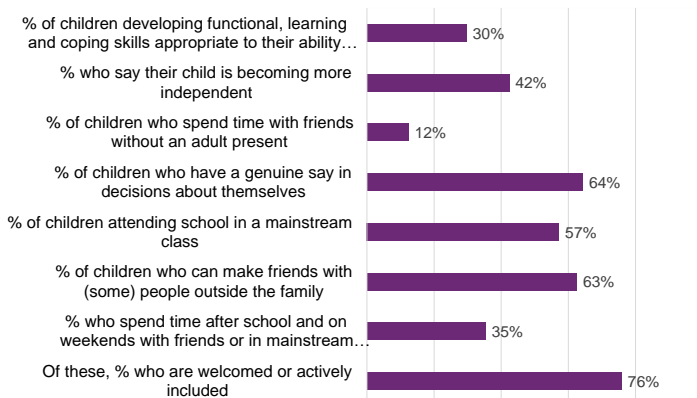 % of children developing functional, learning
and coping skills appropriate to their ability…
30%
% who say their child is becoming more
independent
42%
% of children who spend time with friends
without an adult present
12%
% of children who have a genuine say in
decisions about themselves
64%
% of children attending school in a mainstream
class
57%
% of children who can make friends with
(some) people outside the family
63%
% who spend time after school and on
weekends with friends or in mainstream…
35%
Of these, % who are welcomed or actively
included
76%